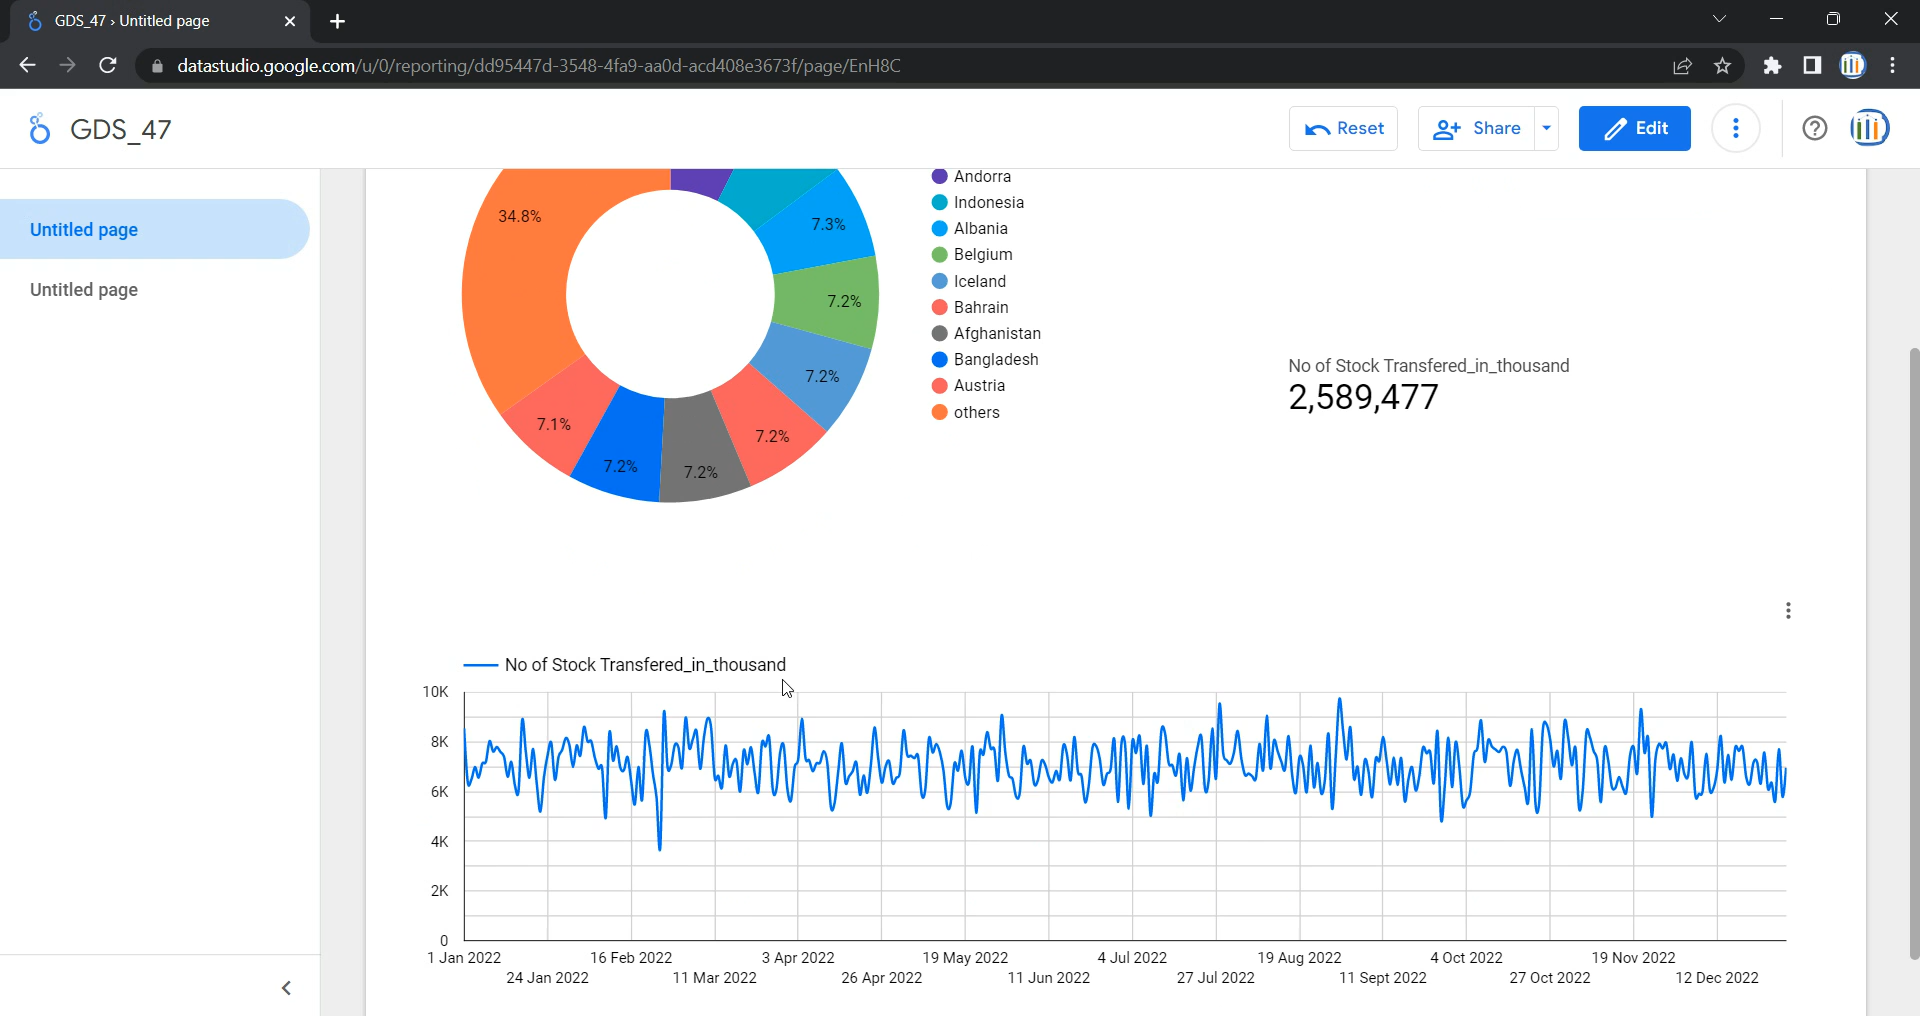 GDS_47 › Untitled page
datastudio.google.com/u/0/reporting/dd95447d-3548-4fa9-aa0d-acd408e3673f/page/EnH8C
GDS_47
Reset
Share
Edit
Untitled page
Untitled page
34.8%
7.3%
7.2%
7.2%
7.2%
7.2%
7.2%
7.1%
Andorra
Indonesia
Albania
Belgium
Iceland
Bahrain
Afghanistan
Bangladesh
Austria
others
No of Stock Transfered_in_thousand
2,589,477
No of Stock Transfered_in_thousand
10K
8K
6K
4K
2K
0
1 Jan 2022
24 Jan 2022
16 Feb 2022
11 Mar 2022
3 Apr 2022
26 Apr 2022
19 May 2022
11 Jun 2022
4 Jul 2022
27 Jul 2022
19 Aug 2022
11 Sept 2022
4 Oct 2022
27 Oct 2022
19 Nov 2022
12 Dec 2022